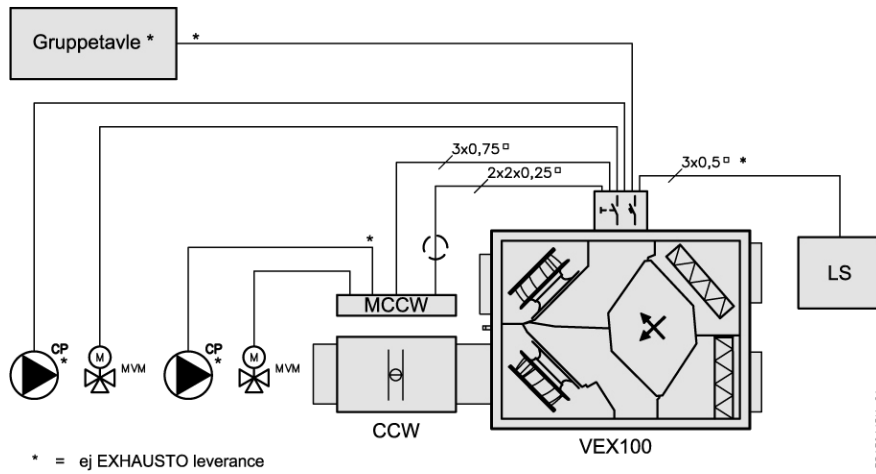 Gruppetavle *
*
3x0,75¤
2x2x0,25¤
3x0,5¤ *
*
LS
MCCW
CP
*
M
MVM
CP
*
M
MVM
CCW
VEX100
* = ej EXHAUSTO leverance